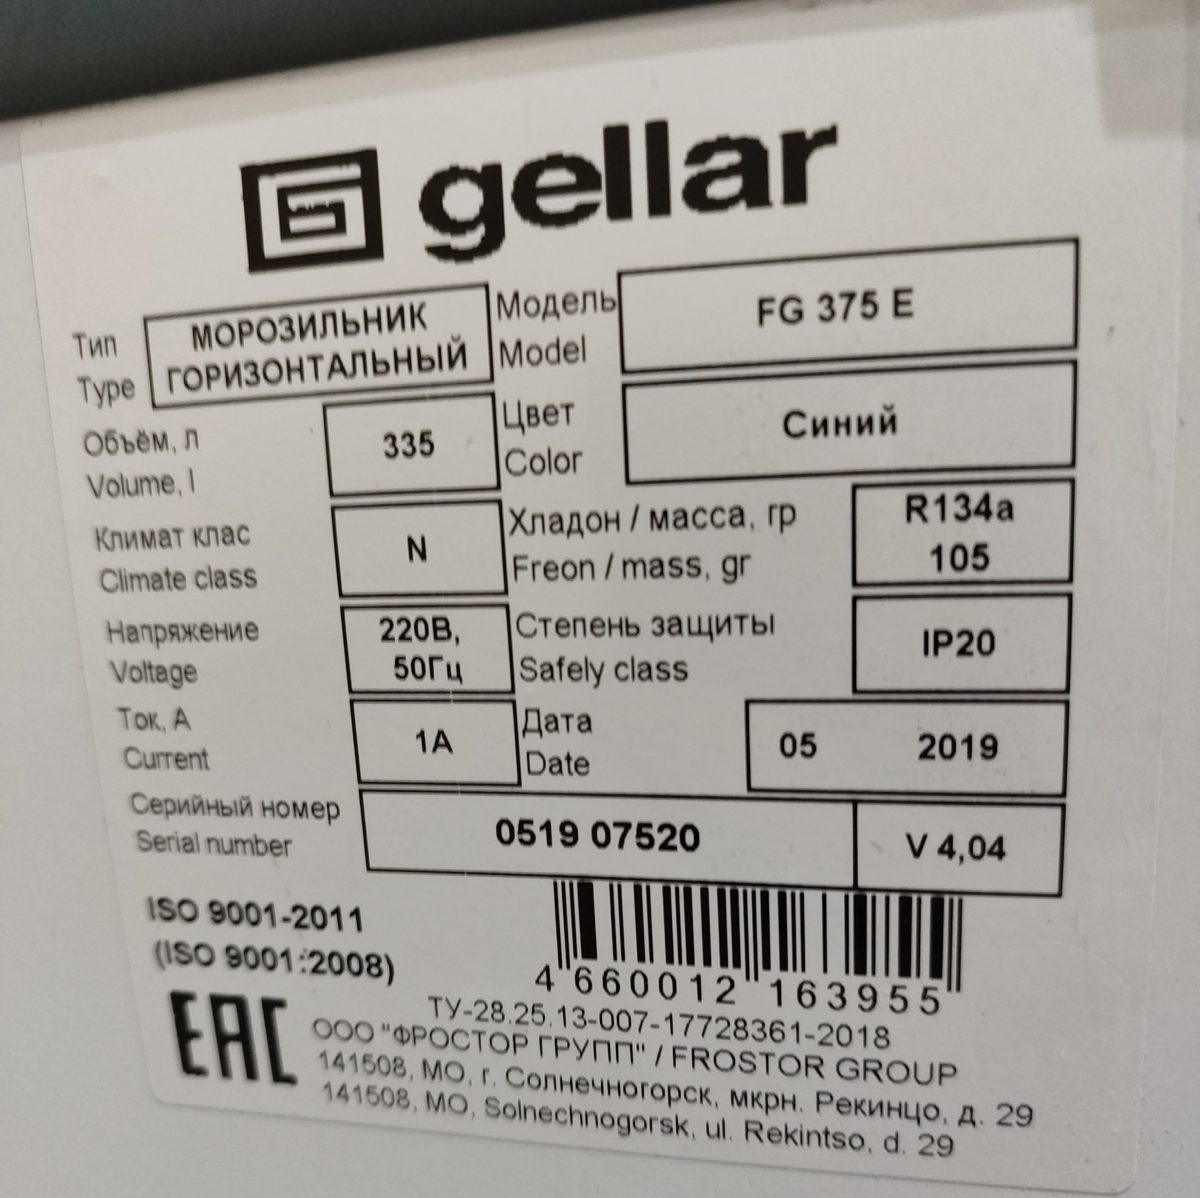 G gellar
Тип
Type
МОРОЗИЛЬНИК
ГОРИЗОНТАЛЬНЫЙ
Модель
Model
FG 375 E
Объём, л
Volume, l
335
Цвет
Color
Синий
Климат клас
Climate class
N
Хладон / масса, гр
Freon / mass, gr
R134a
105
Напряжение
Voltage
220В,
50Гц
Степень защиты
Safely class
IP20
Ток, А
Current
1А
Дата
Date
05 2019
Серийный номер
Serial number
0519 07520
V 4,04
ISO 9001-2011
(ISO 9001:2008)
4 660012 163955
EAC
ТУ-28.25.13-007-17728361-2018
ООО "ФРОСТОР ГРУПП" / FROSTOR GROUP
141508, МО, г. Солнечногорск, мкрн. Рекинцо, д. 29
141508, МО, Solnechnogorsk, ul. Rekintso, d. 29